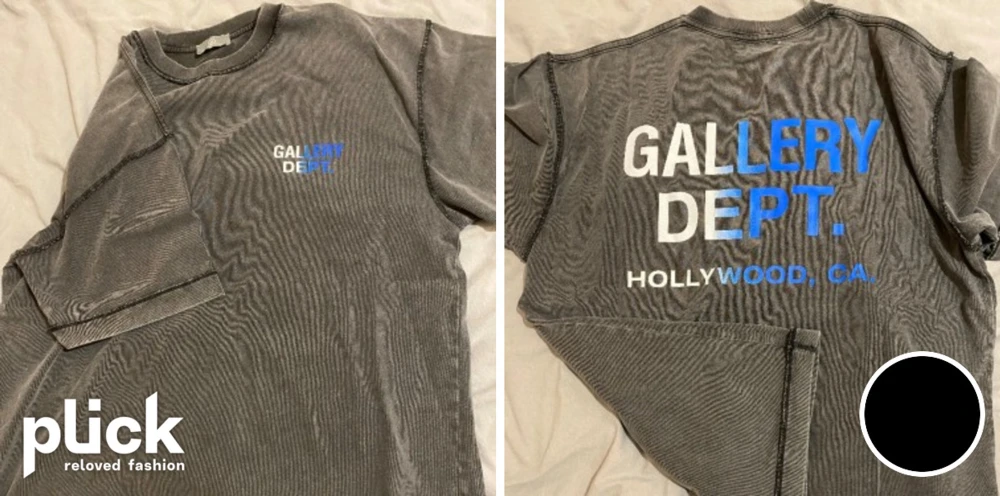 GALLERY
DEPT.
plick
reloved fashion
GALLERY
DEPT.
HOLLYWOOD, CA.